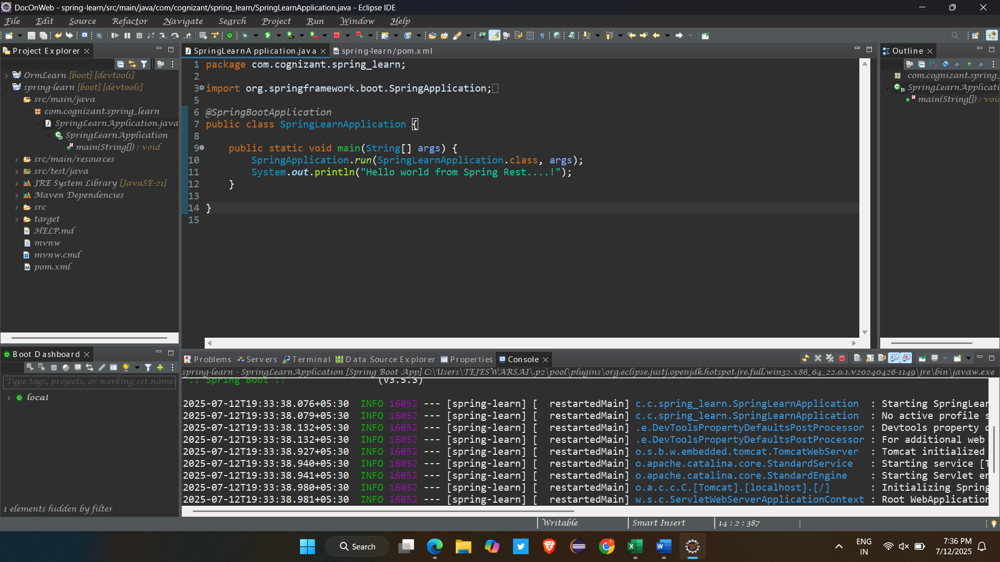 DocOnWeb - spring-learn/src/main/java/com/cognizant/spring_learn/SpringLearnApplication.java - Eclipse IDE
File Edit Source Refactor Navigate Search Project Run Window Help
Project Explorer
OrmLearn [boot] [devtools]
spring-learn [boot] [devtools]
src/main/java
com.cognizant.spring_learn
SpringLearnApplication.java
SpringLearnApplication
main(String[]) : void
src/main/resources
src/test/java
JRE System Library [JavaSE-21]
Maven Dependencies
src
target
HELP.md
mvnw
mvnw.cmd
pom.xml
SpringLearnApplication.java spring-learn/pom.xml
1 package com.cognizant.spring_learn;
2
3 import org.springframework.boot.SpringApplication;
5
6 @SpringBootApplication
7 public class SpringLearnApplication {
8
9 public static void main(String[] args) {
10 SpringApplication.run(SpringLearnApplication.class, args);
11 System.out.println("Hello world from Spring Rest....!");
12 }
13
14 }
15
Outline
com.cognizant.spring_
SpringLearnApplicati
main(String[]) : voic
Boot Dashboard
Type tags, projects, or working set names
local
1 elements hidden by filter
Problems Servers Terminal Data Source Explorer Properties Console
spring-learn - SpringLearnApplication [Spring Boot App] C:\Users\TEJESWARSAI\.p2\pool\plugins\org.eclipse.justj.openjdk.hotspot.jre.full.win32.x86_64_22.0.1.v20240426-1149\jre\bin\javaw.exe
:: Spring Boot :: (v3.5.3)
2025-07-12T19:33:38.076+05:30 INFO 16052 --- [spring-learn] [ restartedMain] c.c.spring_learn.SpringLearnApplication : Starting SpringLear
2025-07-12T19:33:38.079+05:30 INFO 16052 --- [spring-learn] [ restartedMain] c.c.spring_learn.SpringLearnApplication : No active profile s
2025-07-12T19:33:38.132+05:30 INFO 16052 --- [spring-learn] [ restartedMain] .e.DevToolsPropertyDefaultsPostProcessor : Devtools property d
2025-07-12T19:33:38.132+05:30 INFO 16052 --- [spring-learn] [ restartedMain] .e.DevToolsPropertyDefaultsPostProcessor : For additional web
2025-07-12T19:33:38.927+05:30 INFO 16052 --- [spring-learn] [ restartedMain] o.s.b.w.embedded.tomcat.TomcatWebServer : Tomcat initialized
2025-07-12T19:33:38.940+05:30 INFO 16052 --- [spring-learn] [ restartedMain] o.apache.catalina.core.StandardService : Starting service [T
2025-07-12T19:33:38.941+05:30 INFO 16052 --- [spring-learn] [ restartedMain] o.apache.catalina.core.StandardEngine : Starting Servlet en
2025-07-12T19:33:38.980+05:30 INFO 16052 --- [spring-learn] [ restartedMain] o.a.c.c.C.[Tomcat].[localhost].[/] : Initializing Spring
2025-07-12T19:33:38.981+05:30 INFO 16052 --- [spring-learn] [ restartedMain] w.s.c.ServletWebServerApplicationContext : Root WebApplication
Writable Smart Insert 14 : 2 : 387
Search
ENG
IN
7:36 PM
7/12/2025